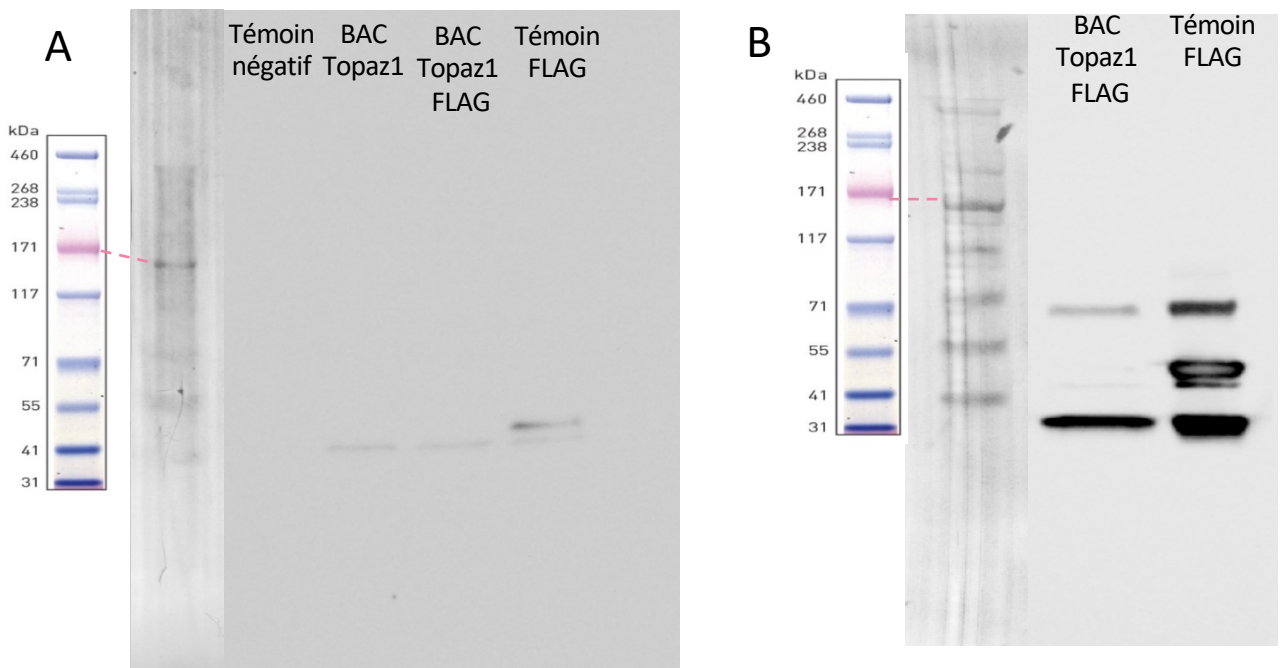 A
Témoin
négatif
BAC
Topaz1
BAC
Topaz1
FLAG
Témoin
FLAG
kDa
460
268
238
171
117
71
55
41
31
B
BAC
Topaz1
FLAG
Témoin
FLAG
kDa
460
268
238
171
117
71
55
41
31